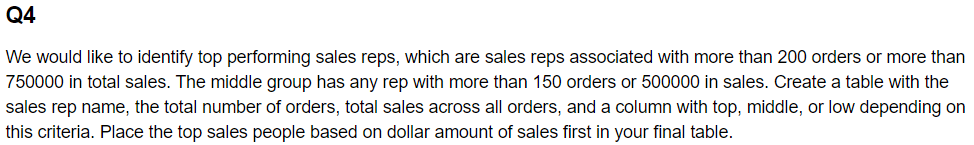 Q4
We would like to identify top performing sales reps, which are sales reps associated with more than 200 orders or more than
750000 in total sales. The middle group has any rep with more than 150 orders or 500000 in sales. Create a table with the
sales rep name, the total number of orders, total sales across all orders, and a column with top, middle, or low depending on
this criteria. Place the top sales people based on dollar amount of sales first in your final table.